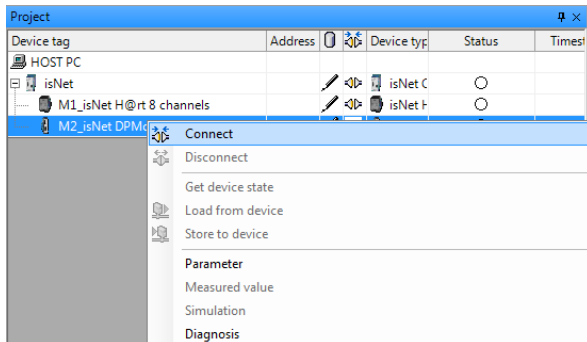 Project
Device tag Address Device typ Status Times
HOST PC
isNet isNet C
M1_isNet H@rt 8 channels isNet H
M2_isNet DPM
Connect
Disconnect
Get device state
Load from device
Store to device
Parameter
Measured value
Simulation
Diagnosis